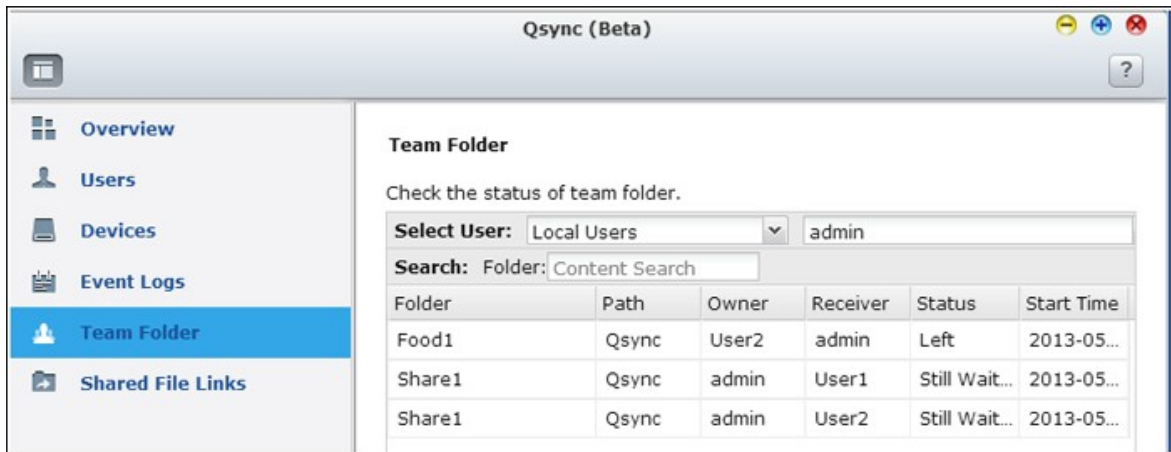 Qsync (Beta)
?
Overview
Users
Devices
Event Logs
Team Folder
Shared File Links
Team Folder
Check the status of team folder.
Select User: Local Users admin
Search: Folder: Content Search
Folder Path Owner Receiver Status Start Time
Food1 Qsync User2 admin Left 2013-05...
Share1 Qsync admin User1 Still Wait... 2013-05...
Share1 Qsync admin User2 Still Wait... 2013-05...